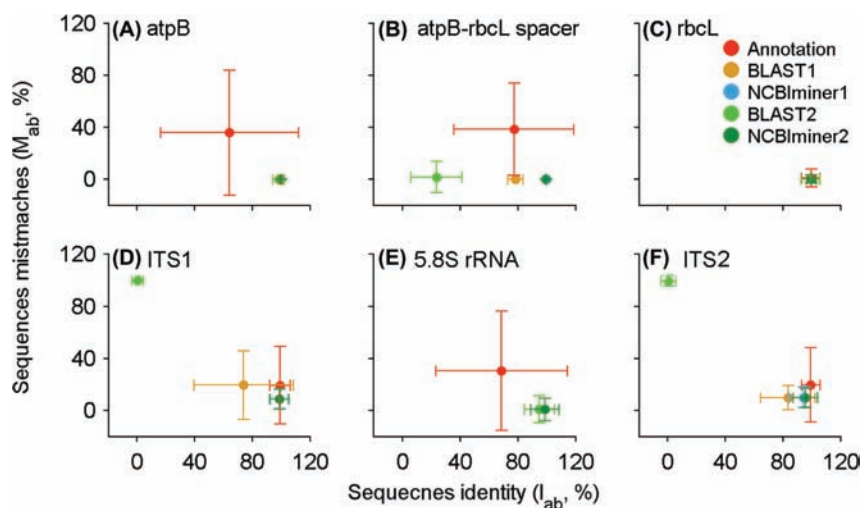 (A) atpB
(B) atpB-rbcL spacer
(C) rbcL
Annotation
BLAST1
NCBIminer1
BLAST2
NCBIminer2
120
80
40
0
(D) ITS1
(E) 5.8S rRNA
(F) ITS2
120
80
40
0
0 40 80 120
0 40 80 120
0 40 80 120
Sequences mistmaches (Mab, %)
Sequecnes identity (Iab, %)